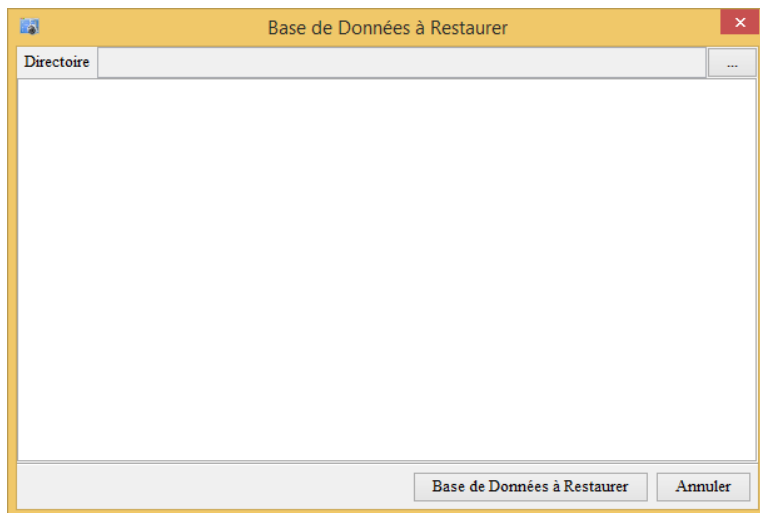 Base de Données à Restaurer
Directoire ...
Base de Données à Restaurer Annuler